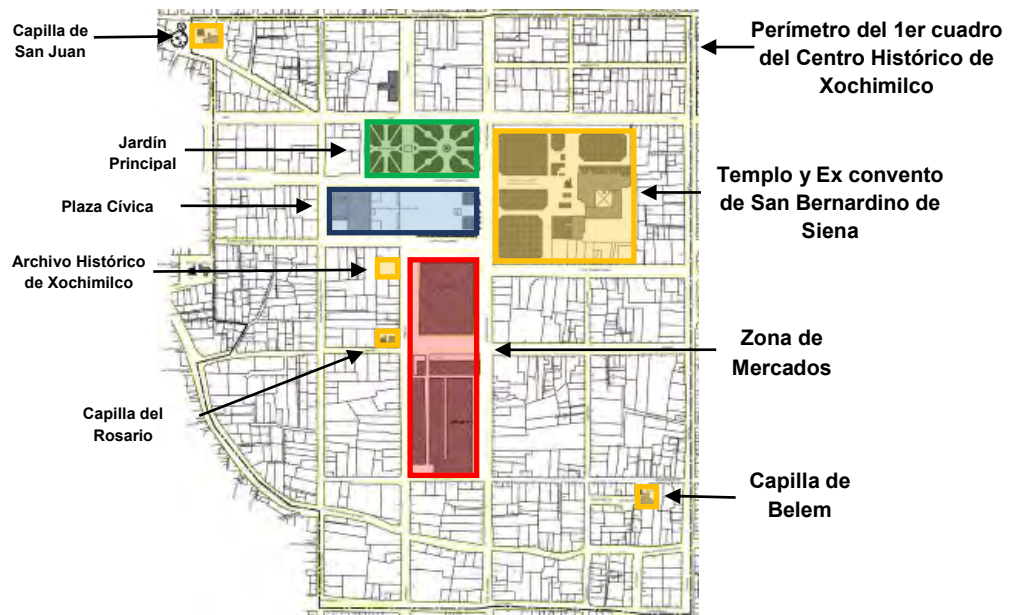 Capilla de
San Juan
Jardín
Principal
Plaza Cívica
Archivo Histórico
de Xochimilco
Capilla del
Rosario
Perímetro del 1er cuadro
del Centro Histórico de
Xochimilco
Templo y Ex convento
de San Bernardino de
Siena
Zona de
Mercados
Capilla de
Belem